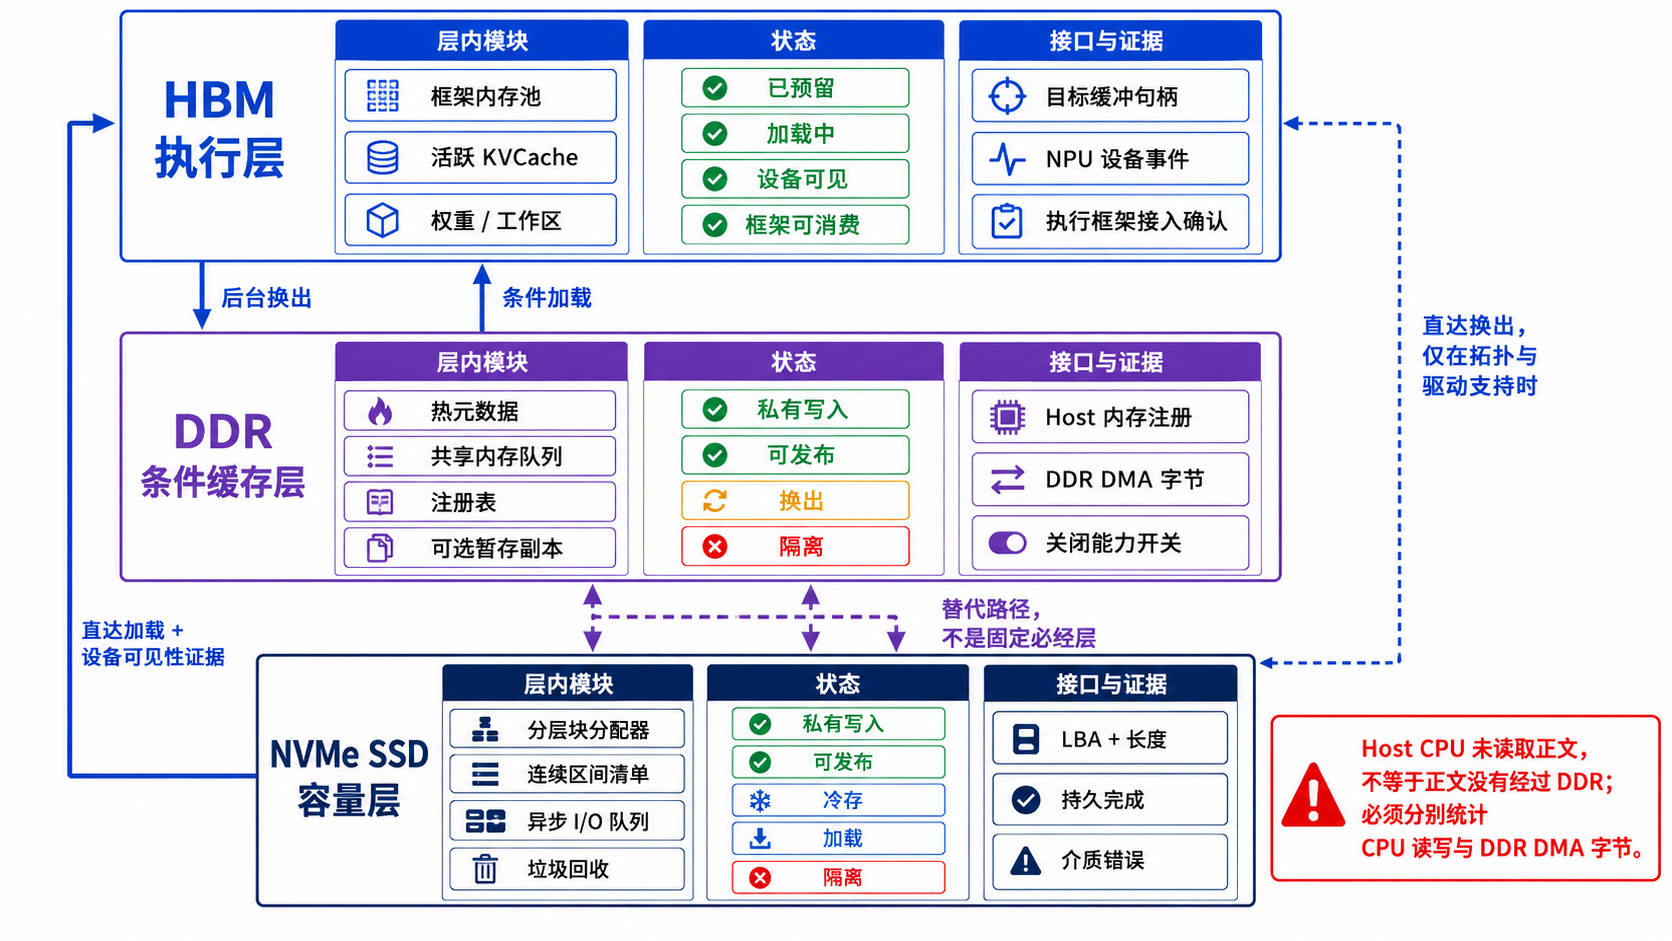 HBM
执行层
层内模块
框架内存池
活跃 KVCache
权重 / 工作区
状态
已预留
加载中
设备可见
框架可消费
接口与证据
目标缓冲句柄
NPU 设备事件
执行框架接入确认
后台换出
条件加载
直达换出，
仅在拓扑与
驱动支持时
DDR
条件缓存层
层内模块
热元数据
共享内存队列
注册表
可选暂存副本
状态
私有写入
可发布
换出
隔离
接口与证据
Host 内存注册
DDR DMA 字节
关闭能力开关
直达加载 +
设备可见性证据
替代路径，
不是固定必经层
NVMe SSD
容量层
层内模块
分层块分配器
连续区间清单
异步 I/O 队列
垃圾回收
状态
私有写入
可发布
冷存
加载
隔离
接口与证据
LBA + 长度
持久完成
介质错误
Host CPU 未读取正文，
不等于正文没有经过 DDR；
必须分别统计
CPU 读写与 DDR DMA 字节。